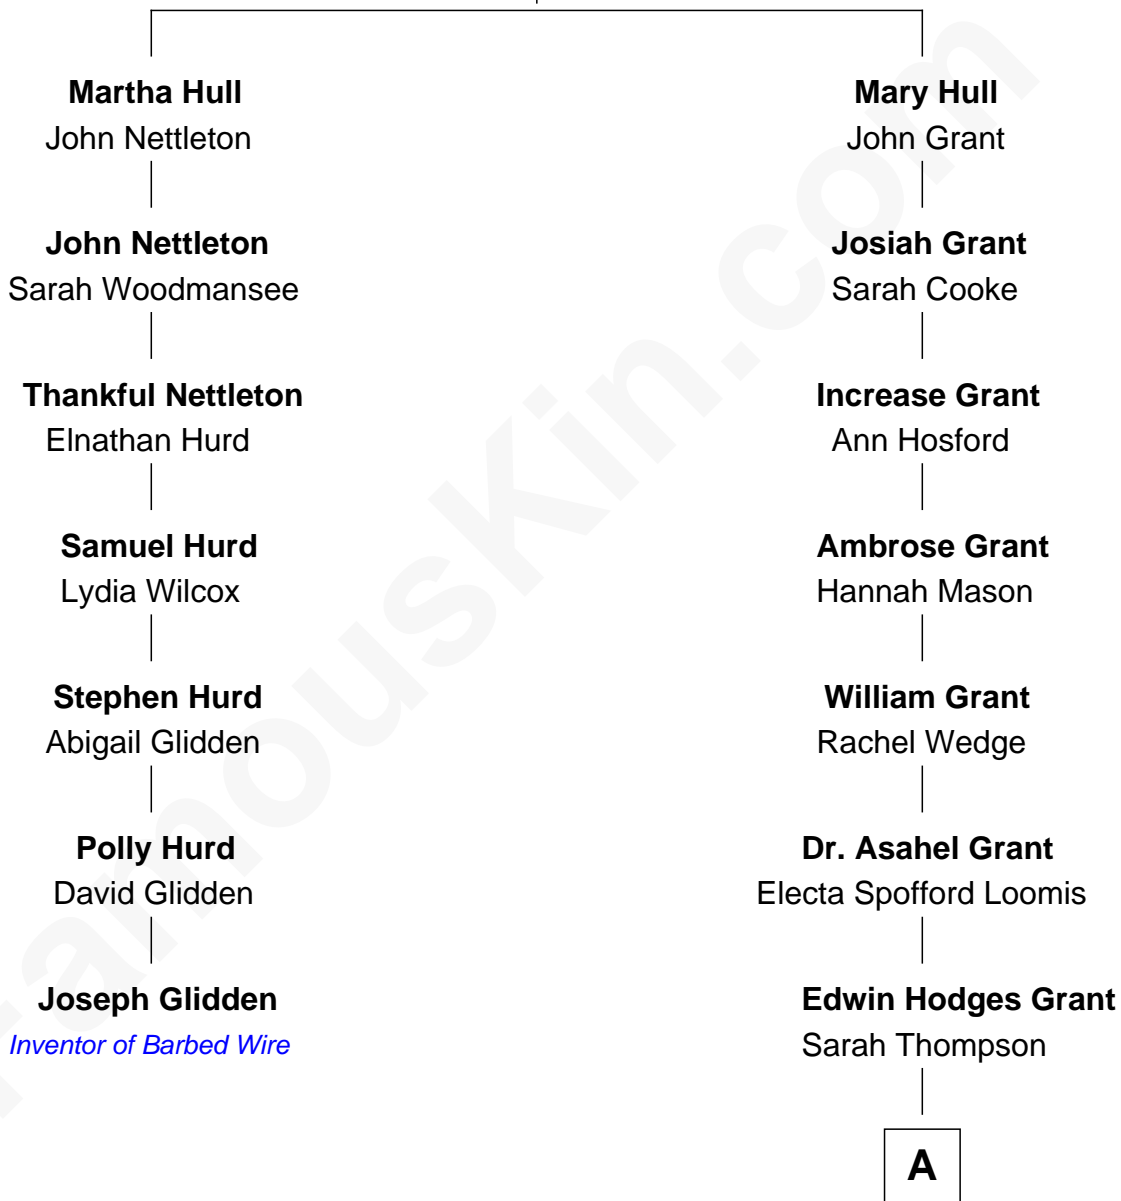 Martha Hull
John Nettleton
Mary Hull
John Grant
John Nettleton
Sarah Woodmansee
Josiah Grant
Sarah Cooke
Thankful Nettleton
Elnathan Hurd
Increase Grant
Ann Hosford
Samuel Hurd
Lydia Wilcox
Ambrose Grant
Hannah Mason
Stephen Hurd
Abigail Glidden
William Grant
Rachel Wedge
Polly Hurd
David Glidden
Dr. Asahel Grant
Electa Spofford Loomis
Joseph Glidden
Inventor of Barbed Wire
Edwin Hodges Grant
Sarah Thompson
A
FamousKin.com